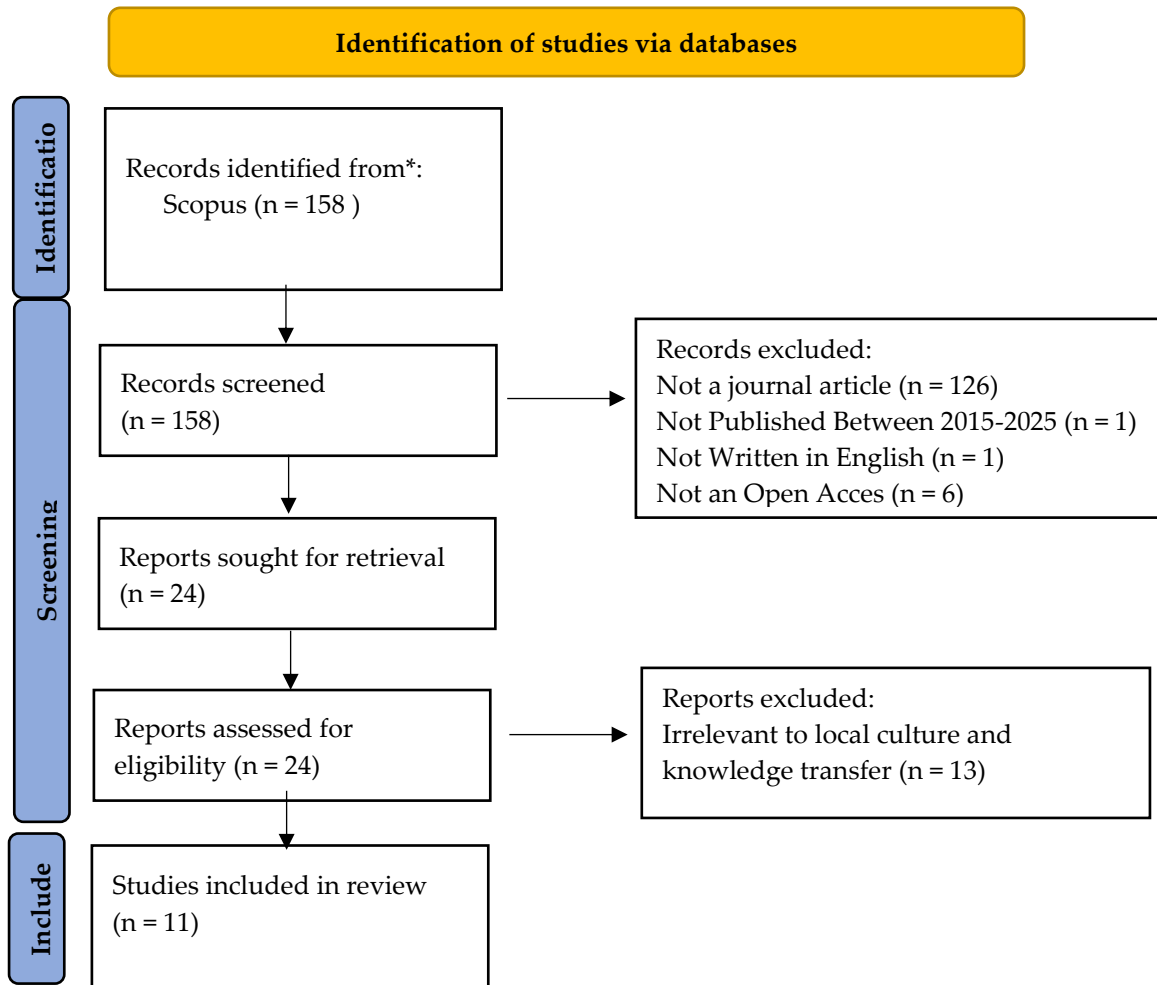 Identification of studies via databases
Identificatio
Records identified from*:
Scopus (n = 158 )
Screening
Records screened
(n = 158)
Records excluded:
Not a journal article (n = 126)
Not Published Between 2015-2025 (n = 1)
Not Written in English (n = 1)
Not an Open Acces (n = 6)
Reports sought for retrieval
(n = 24)
Reports assessed for
eligibility (n = 24)
Reports excluded:
Irrelevant to local culture and
knowledge transfer (n = 13)
Include
Studies included in review
(n = 11)